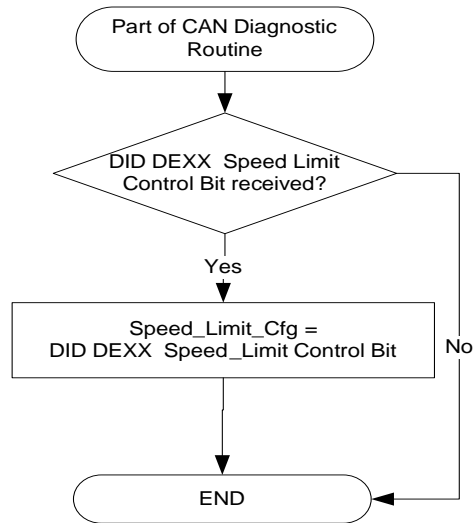 Part of CAN Diagnostic
Routine
DID DEXX  Speed Limit
Control Bit received?
Yes
Speed_Limit_Cfg =
DID DEXX  Speed_Limit Control Bit
No
END